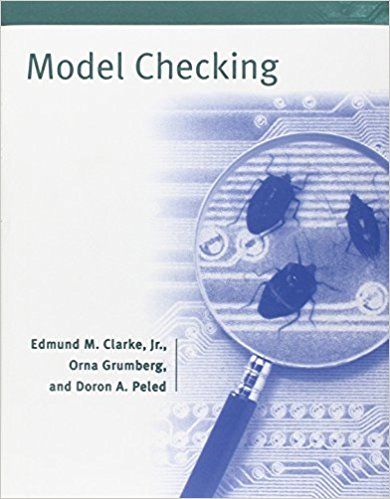 Model Checking
Edmund M. Clarke, Jr.,
Orna Grumberg,
and Doron A. Peled